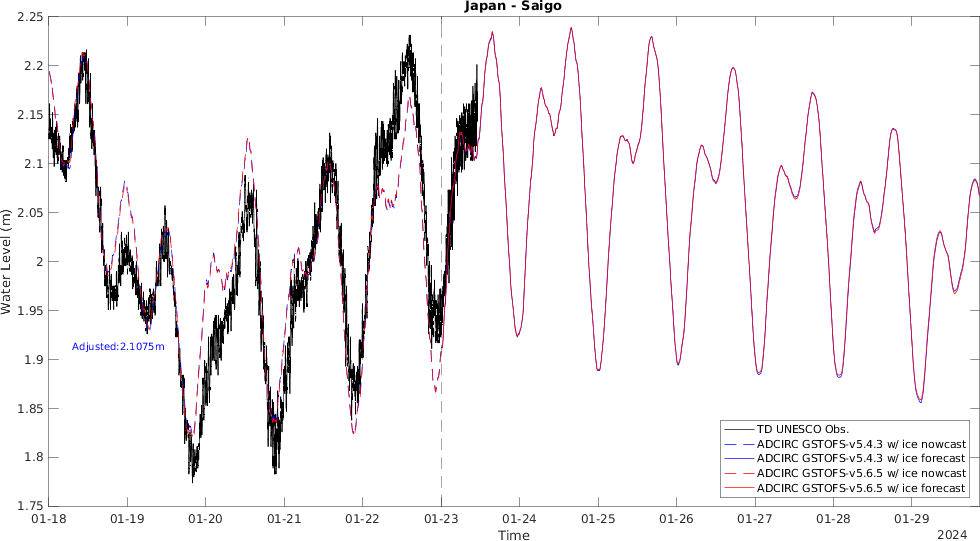 Japan - Saigo
2.25
2.2
2.15
2.1
2.05
2
1.95
1.9
1.85
1.8
1.75
Water Level (m)
Adjusted:2.1075m
TD UNESCO Obs.
ADCIRC GSTOFS-v5.4.3 w/ ice nowcast
ADCIRC GSTOFS-v5.4.3 w/ ice forecast
ADCIRC GSTOFS-v5.6.5 w/ ice nowcast
ADCIRC GSTOFS-v5.6.5 w/ ice forecast
01-18 01-19 01-20 01-21 01-22 01-23 01-24 01-25 01-26 01-27 01-28 01-29
Time
2024